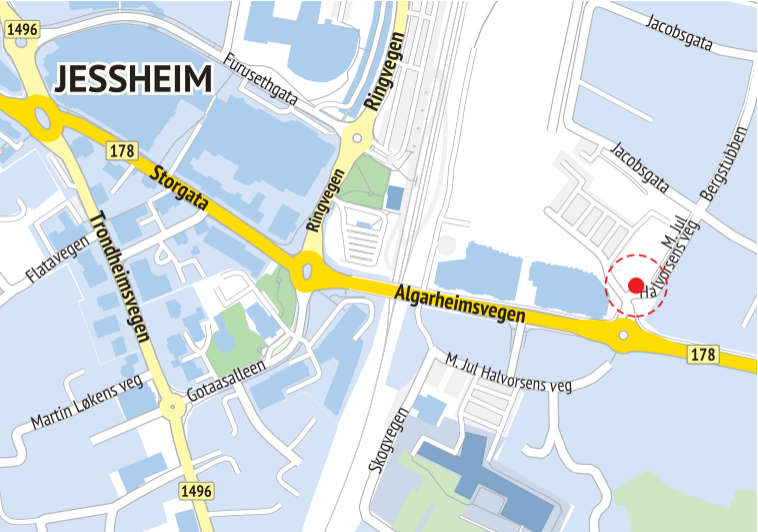 1496
Jacobsgata
JESSHEIM
Furusethgata
Ringvegen
178
Storgata
Jacobsgata
Bergstubben
Ringvegen
M. Jul
Halvorsens veg
Flatavegen
Trondheimsvegen
Algarheimsvegen
178
M. Jul Halvorsens veg
Gotaasalleen
Martin Løkens veg
Skogvegen
1496